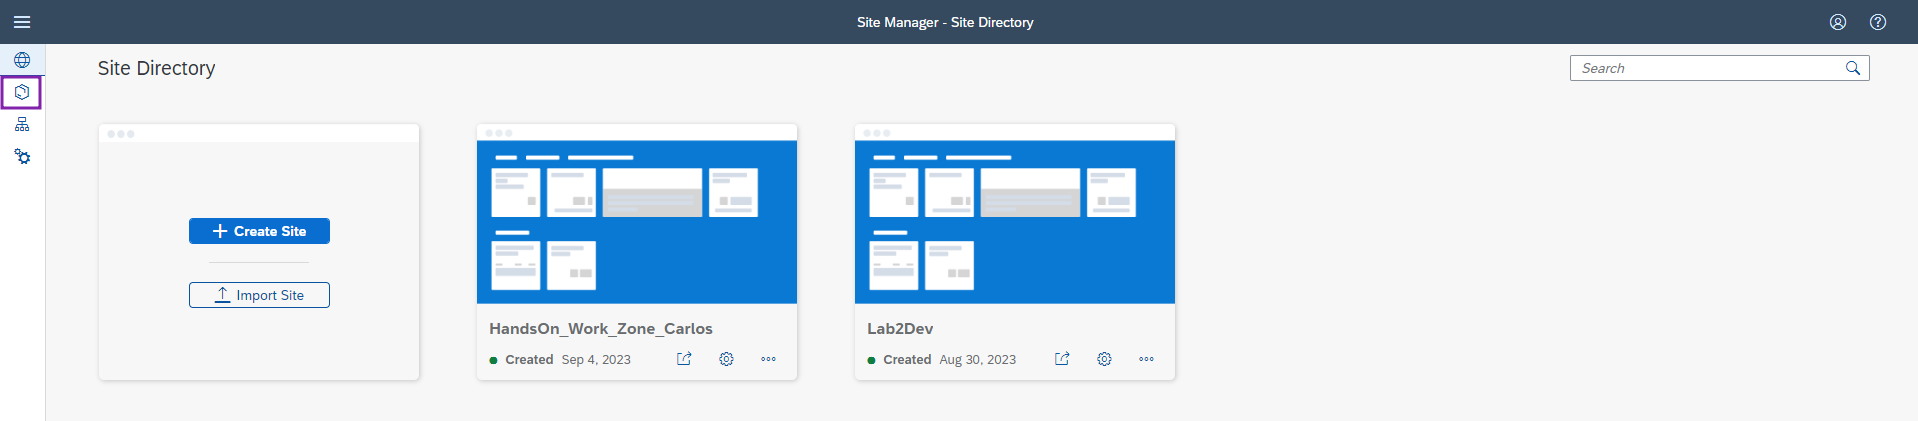 Site Manager - Site Directory
Site Directory
Search
Create Site
Import Site
HandsOn_Work_Zone_Carlos
Created Sep 4, 2023
Lab2Dev
Created Aug 30, 2023